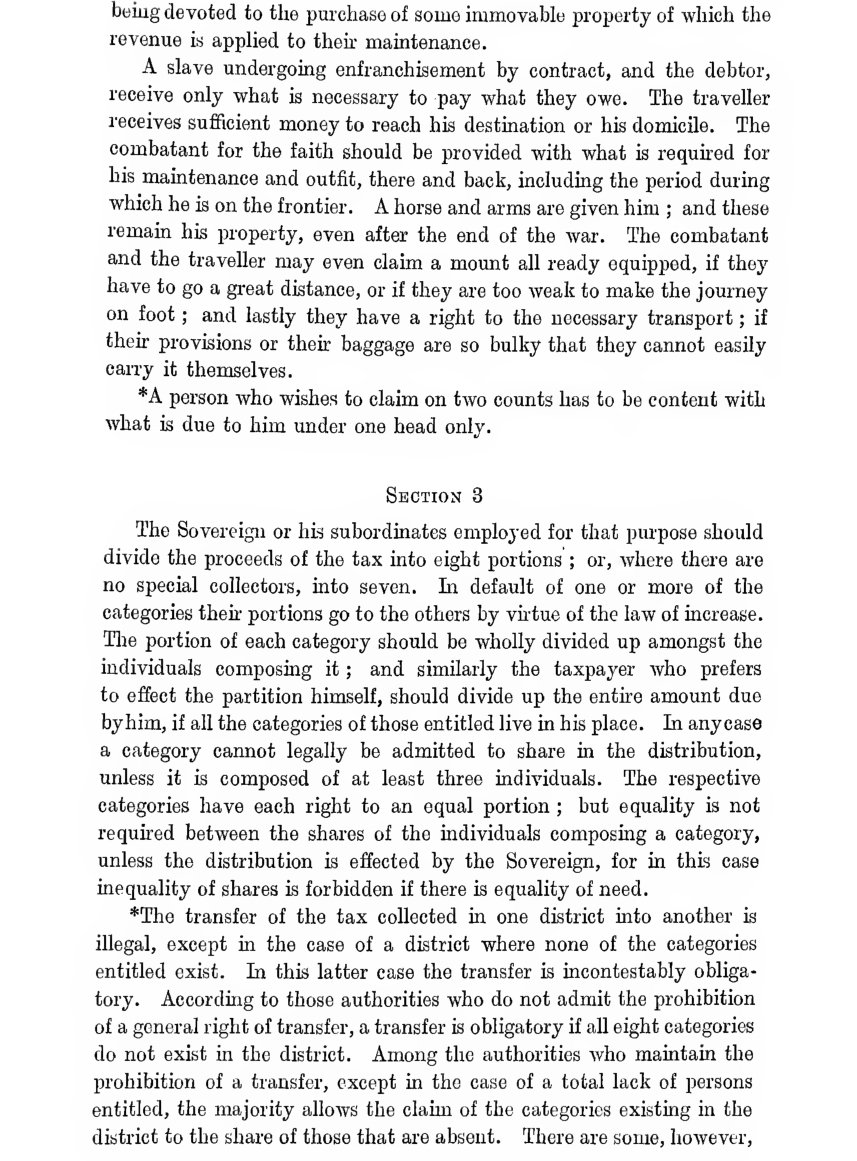 being devoted to the purchase of some immovable property of which the
revenue is applied to their maintenance.
A slave undergoing enfranchisement by contract, and the debtor,
receive only what is necessary to pay what they owe. The traveller
receives sufficient money to reach his destination or his domicile. The
combatant for the faith should be provided with what is required for
his maintenance and outfit, there and back, including the period during
which he is on the frontier. A horse and arms are given him ; and these
remain his property, even after the end of the war. The combatant
and the traveller may even claim a mount all ready equipped, if they
have to go a great distance, or if they are too weak to make the journey
on foot ; and lastly they have a right to the necessary transport ; if
their provisions or their baggage are so bulky that they cannot easily
carry it themselves.
*A person who wishes to claim on two counts has to be content with
what is due to him under one head only.
SECTION 3
The Sovereign or his subordinates employed for that purpose should
divide the proceeds of the tax into eight portions ; or, where there are
no special collectors, into seven. In default of one or more of the
categories their portions go to the others by virtue of the law of increase.
The portion of each category should be wholly divided up amongst the
individuals composing it ; and similarly the taxpayer who prefers
to effect the partition himself, should divide up the entire amount due
by him, if all the categories of those entitled live in his place. In any case
a category cannot legally be admitted to share in the distribution,
unless it is composed of at least three individuals. The respective
categories have each right to an equal portion ; but equality is not
required between the shares of the individuals composing a category,
unless the distribution is effected by the Sovereign, for in this case
inequality of shares is forbidden if there is equality of need.
*The transfer of the tax collected in one district into another is
illegal, except in the case of a district where none of the categories
entitled exist. In this latter case the transfer is incontestably obliga-
tory. According to those authorities who do not admit the prohibition
of a general right of transfer, a transfer is obligatory if all eight categories
do not exist in the district. Among the authorities who maintain the
prohibition of a transfer, except in the case of a total lack of persons
entitled, the majority allows the claim of the categories existing in the
district to the share of those that are absent. There are some, however,